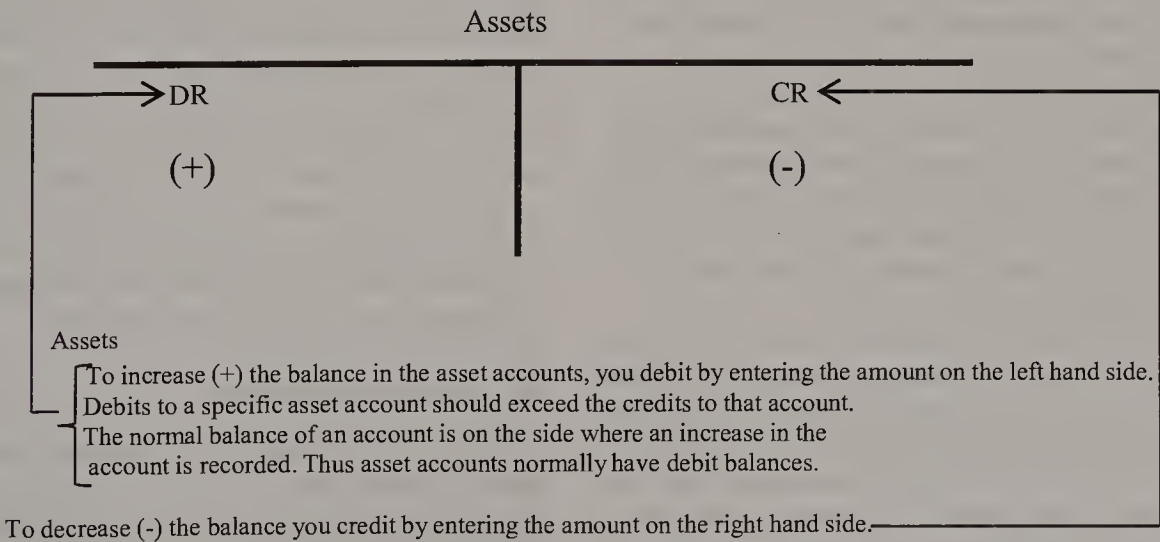 Assets
DR CR
(+) (-)
Assets
To increase (+) the balance in the asset accounts, you debit by entering the amount on the left hand side.
Debits to a specific asset account should exceed the credits to that account.
The normal balance of an account is on the side where an increase in the
account is recorded. Thus asset accounts normally have debit balances.
To decrease (-) the balance you credit by entering the amount on the right hand side.